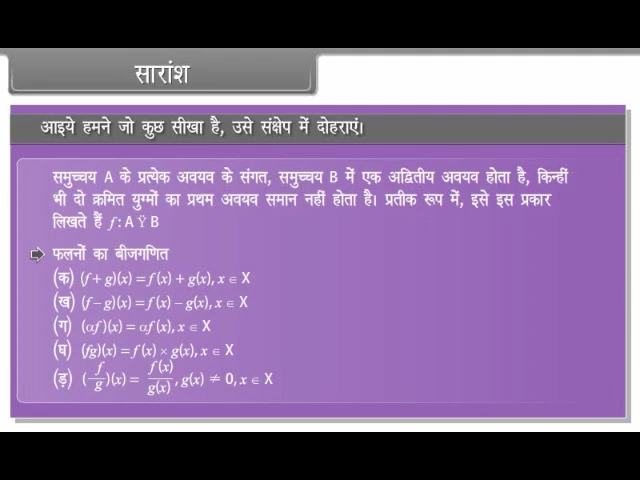 सारांश
आइये हमने जो कुछ सीखा है, उसे संक्षेप में दोहराएं।
समुच्चय A के प्रत्येक अवयव के संगत, समुच्चय B में एक अद्वितीय अवयव होता है, किन्हीं
भी दो क्रमित युग्मों का प्रथम अवयव समान नहीं होता है। प्रतीक रूप में, इसे इस प्रकार
लिखते हैं f : A Ÿ B
फलनों का बीजगणित
(क) (f + g)(x) = f (x) + g(x), x ∈ X
(ख) (f − g)(x) = f (x) − g(x), x ∈ X
(ग) (αf )(x) = αf (x), x ∈ X
(घ) (fg)(x) = f (x) × g(x), x ∈ X
(ड़) (f/g)(x) = f (x)/g(x), g(x) ≠ 0, x ∈ X